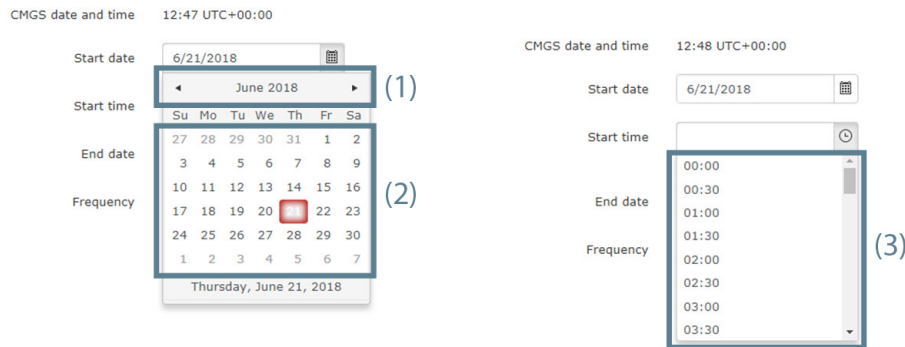 CMGS date and time 12:47 UTC+00:00
Start date 6/21/2018
June 2018 (1)
Start time
Su Mo Tu We Th Fr Sa
27 28 29 30 31 1 2
End date
3 4 5 6 7 8 9
10 11 12 13 14 15 16 (2)
Frequency
17 18 19 20 21 22 23
24 25 26 27 28 29 30
1 2 3 4 5 6 7
Thursday, June 21, 2018
CMGS date and time 12:48 UTC+00:00
Start date 6/21/2018
Start time
00:00
00:30
End date
01:00
01:30
Frequency
02:00 (3)
02:30
03:00
03:30